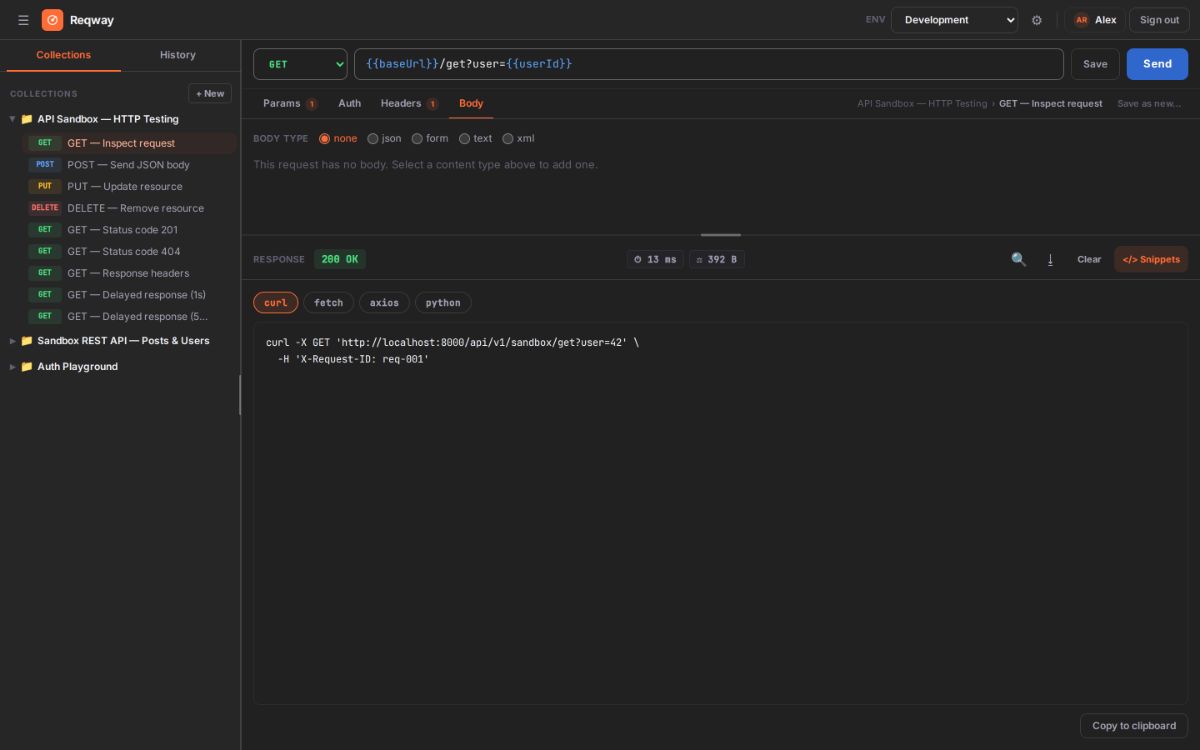 Reqway
ENV Development AR Alex Sign out
Collections History
COLLECTIONS + New
API Sandbox — HTTP Testing
GET GET — Inspect request
POST POST — Send JSON body
PUT PUT — Update resource
DELETE DELETE — Remove resource
GET GET — Status code 201
GET GET — Status code 404
GET GET — Response headers
GET GET — Delayed response (1s)
GET GET — Delayed response (5...
Sandbox REST API — Posts & Users
Auth Playground
GET {{baseUrl}}/get?user={{userId}} Save Send
Params 1 Auth Headers 1 Body API Sandbox — HTTP Testing › GET — Inspect request Save as new...
BODY TYPE none json form text xml
This request has no body. Select a content type above to add one.
RESPONSE 200 OK 13 ms 392 B Clear </> Snippets
curl fetch axios python
curl -X GET 'http://localhost:8000/api/v1/sandbox/get?user=42' \
-H 'X-Request-ID: req-001'
Copy to clipboard